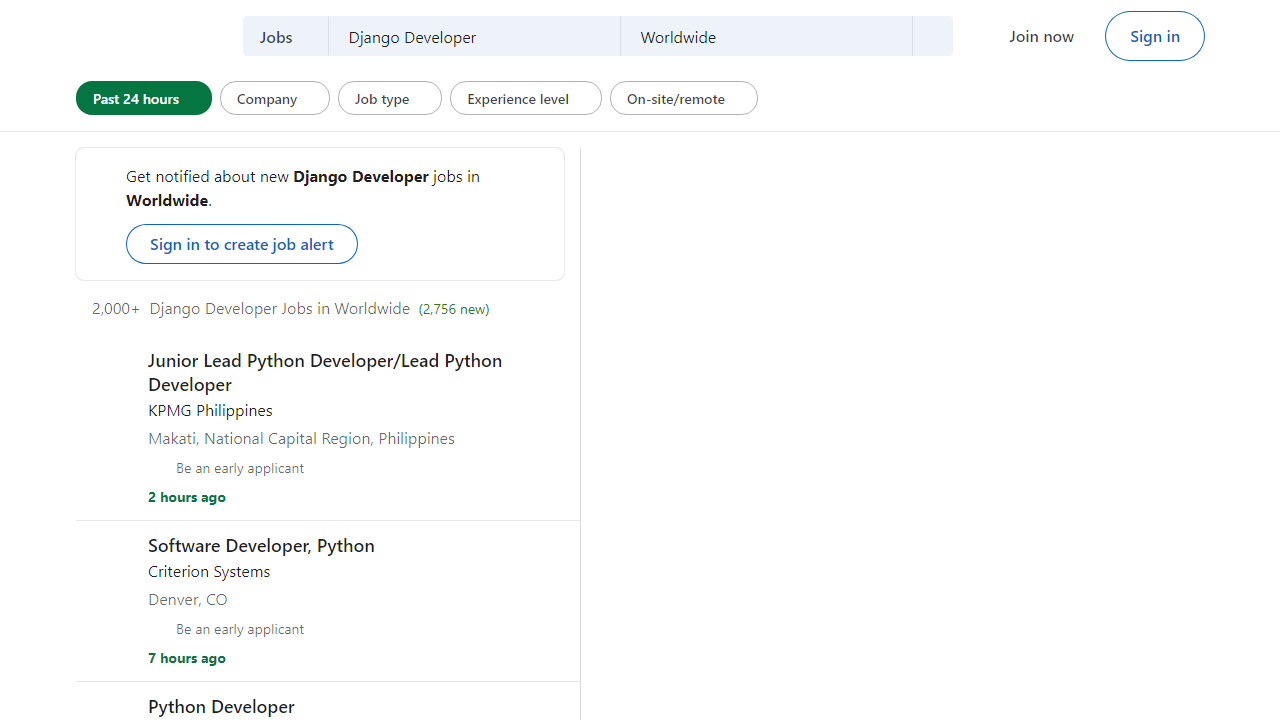 Jobs Django Developer Worldwide Join now Sign in
Past 24 hours Company Job type Experience level On-site/remote
Get notified about new Django Developer jobs in
Worldwide.
Sign in to create job alert
2,000+ Django Developer Jobs in Worldwide (2,756 new)
Junior Lead Python Developer/Lead Python
Developer
KPMG Philippines
Makati, National Capital Region, Philippines
Be an early applicant
2 hours ago
Software Developer, Python
Criterion Systems
Denver, CO
Be an early applicant
7 hours ago
Python Developer